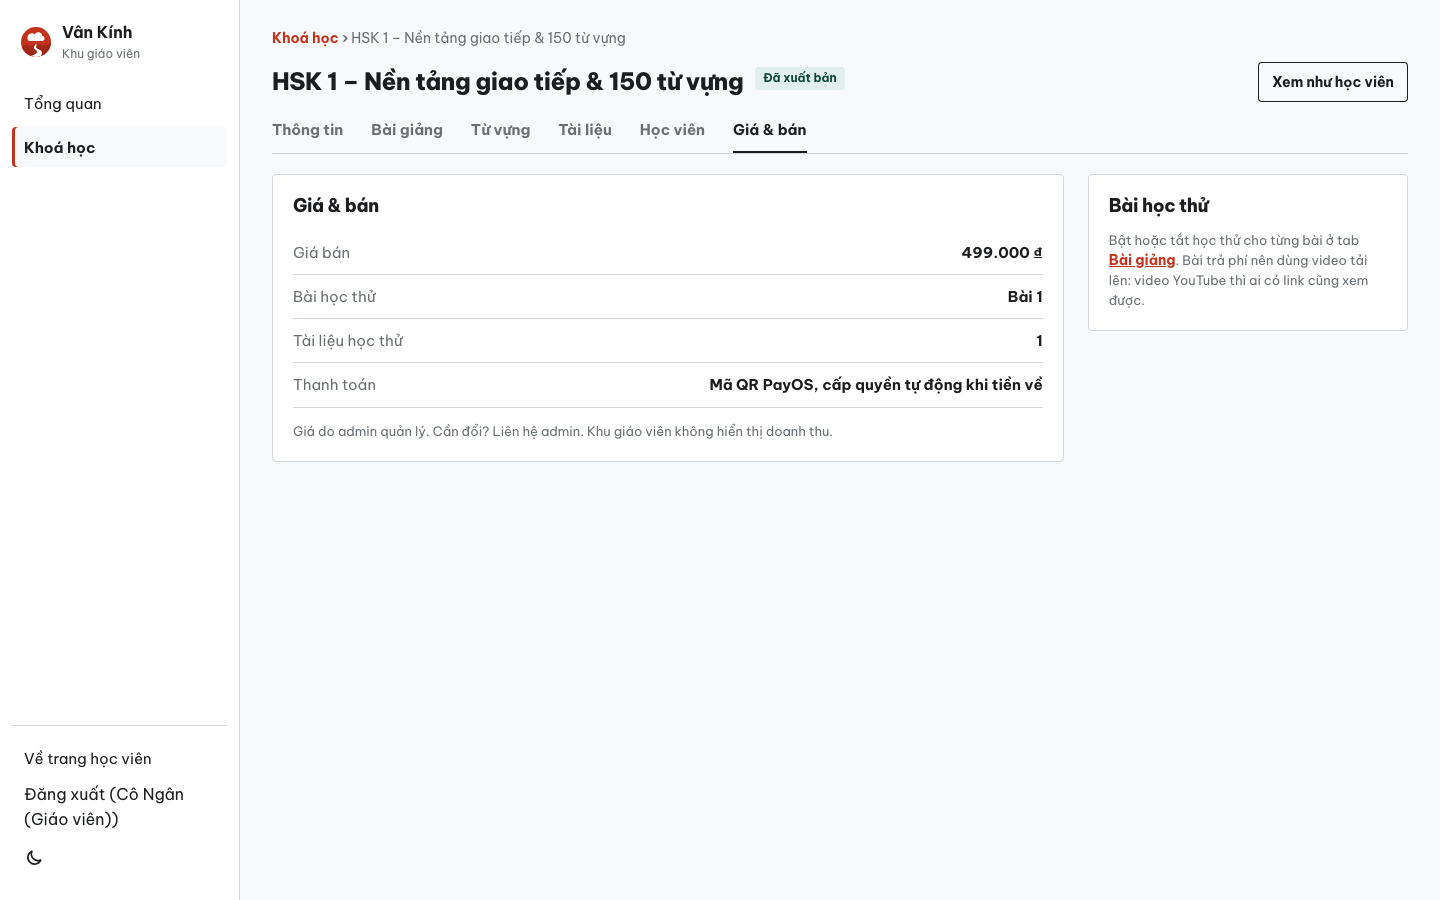 Vân Kính
Khu giáo viên
Tổng quan
Khoá học
Về trang học viên
Đăng xuất (Cô Ngân
(Giáo viên))
Khoá học › HSK 1 – Nền tảng giao tiếp & 150 từ vựng
HSK 1 – Nền tảng giao tiếp & 150 từ vựng
Đã xuất bản
Xem như học viên
Thông tin
Bài giảng
Từ vựng
Tài liệu
Học viên
Giá & bán
Giá & bán
Giá bán
499.000 ₫
Bài học thử
Bài 1
Tài liệu học thử
1
Thanh toán
Mã QR PayOS, cấp quyền tự động khi tiền về
Giá do admin quản lý. Cần đổi? Liên hệ admin. Khu giáo viên không hiển thị doanh thu.
Bài học thử
Bật hoặc tắt học thử cho từng bài ở tab
Bài giảng. Bài trả phí nên dùng video tải
lên: video YouTube thì ai có link cũng xem
được.